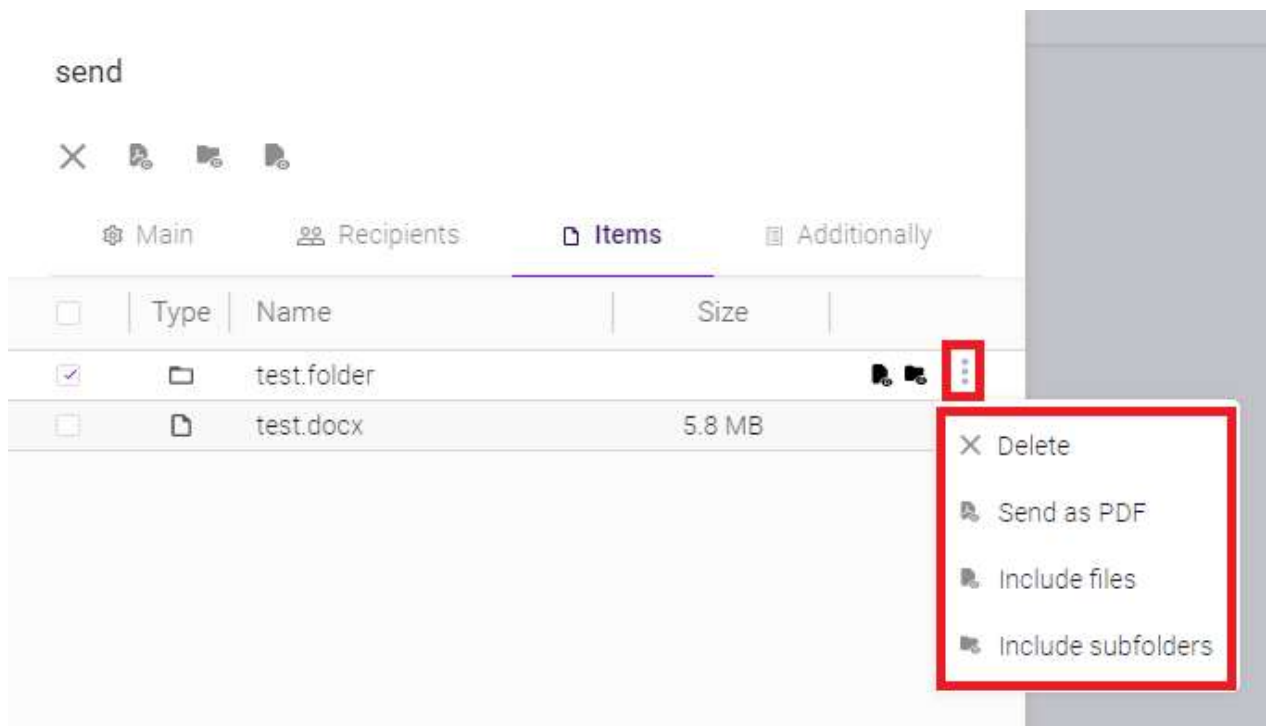 send
Main Recipients Items Additionally
Type Name Size
test.folder
test.docx 5.8 MB
Delete
Send as PDF
Include files
Include subfolders